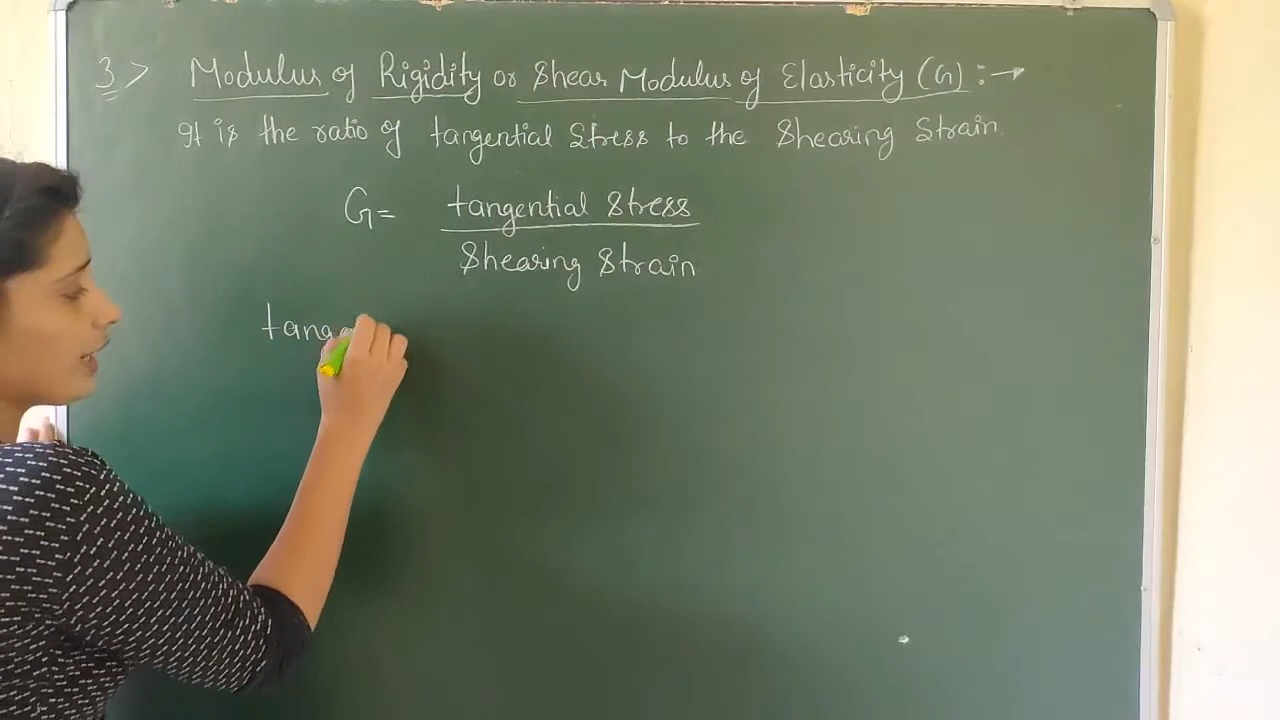 3> Modulus of Rigidity or Shear Modulus of Elasticity (G) :→
It is the ratio of tangential Stress to the Shearing Strain
G= tangential Stress
Shearing Strain
tang